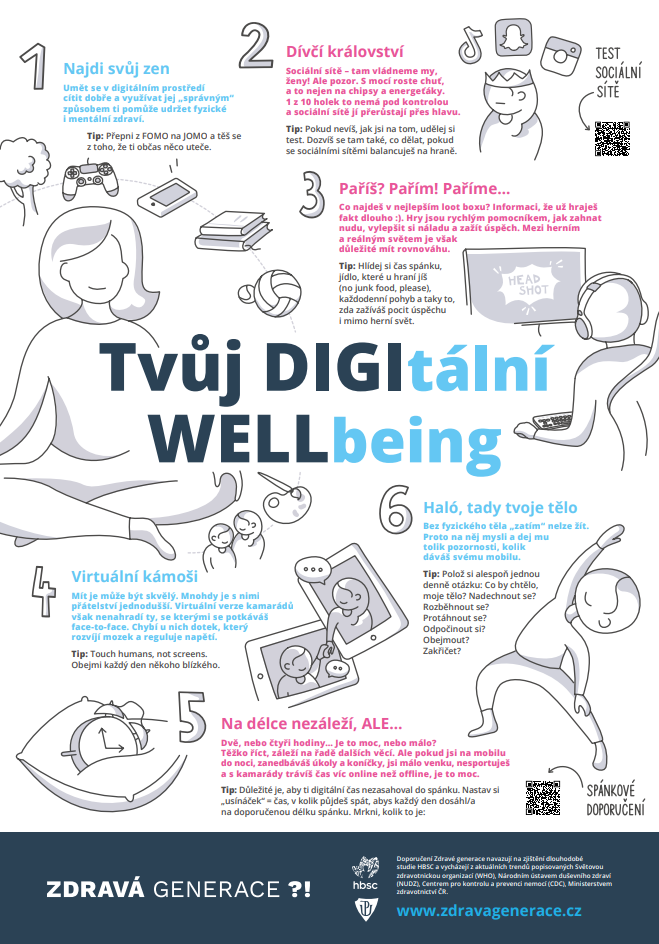 1
Najdi svůj zen
Umět se v digitálním prostředí
cítit dobře a využívat jej „správným“
způsobem ti pomůže udržet fyzické
i mentální zdraví.
Tip: Přepni z FOMO na JOMO a těš se
z toho, že ti občas něco uteče.
2
Dívčí království
Sociální sítě – tam vládneme my,
ženy! Ale pozor. S mocí roste chuť,
a to nejen na chipsy a energeťáky.
1 z 10 holek to nemá pod kontrolou
a sociální sítě jí přerůstají přes hlavu.
Tip: Pokud nevíš, jak jsi na tom, udělej si
test. Dozvíš se tam také, co dělat, pokud
se sociálními sítěmi balancuješ na hraně.
TEST
SOCIÁLNÍ
SÍTĚ
3
Paříš? Pařím! Paříme...
Co najdeš v nejlepším loot boxu? Informaci, že už hraješ
fakt dlouho :). Hry jsou rychlým pomocníkem, jak zahnat
nudu, vylepšit si náladu a zažít úspěch. Mezi herním
a reálným světem je však
důležité mít rovnováhu.
Tip: Hlídej si čas spánku,
jídlo, které u hraní jíš
(no junk food, please),
každodenní pohyb a taky to,
zda zažíváš pocit úspěchu
i mimo herní svět.
HEAD
SHOT
Tvůj DIGItální
WELLbeing
6
Haló, tady tvoje tělo
Bez fyzického těla „zatím“ nelze žít.
Proto na něj mysli a dej mu
tolik pozornosti, kolik
dáváš svému mobilu.
Tip: Polož si alespoň jednou
denně otázku: Co by chtělo,
moje tělo? Nadechnout se?
Rozběhnout se?
Protáhnout se?
Odpočinout si?
Obejmout?
Zakřičet?
4
Virtuální kámoši
Mít je může být skvělý. Mnohdy je s nimi
přátelství jednodušší. Virtuální verze kamarádů
však nenahradí ty, se kterými se potkáváš
face-to-face. Chybí u nich dotek, který
rozvíjí mozek a reguluje napětí.
Tip: Touch humans, not screens.
Obejmi každý den někoho blízkého.
5
Na délce nezáleží, ALE...
Dvě, nebo čtyři hodiny... Je to moc, nebo málo?
Těžko říct, záleží na řadě dalších věcí. Ale pokud jsi na mobilu
do noci, zanedbáváš úkoly a koníčky, jsi málo venku, nesportuješ
a s kamarády trávíš čas víc online než offline, je to moc.
Tip: Důležité je, aby ti digitální čas nezasahoval do spánku. Nastav si
„usínáček“ = čas, v kolik půjdeš spát, abys každý den dosáhl/a
na doporučenou délku spánku. Mrkni, kolik to je:
SPÁNKOVÉ
DOPORUČENÍ
ZDRAVÁ GENERACE ?!
hbsc
Doporučení Zdravé generace navazují na zjištění dlouhodobé
studie HBSC a vycházejí z aktuálních trendů popisovaných Světovou
zdravotnickou organizací (WHO), Národním ústavem duševního zdraví
(NUDZ), Centrem pro kontrolu a prevenci nemocí (CDC), Ministerstvem
zdravotnictví ČR.
www.zdravagenerace.cz